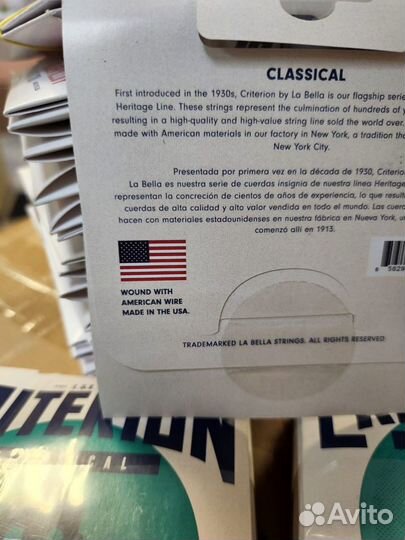 CLASSICAL
First introduced in the 1930s, Criterion by La Bella is our flagship
Heritage Line. These strings represent the culmination of hundreds of
resulting in a high-quality and high-value string line sold the world over.
made with American materials in our factory in New York, a tradition
New York City.
Presentada por primera vez en la década de 1930,
La Bella es nuestra serie de cuerdas insignia de nuestra línea
representan la concreción de cientos de años de experiencia, lo que
cuerdas de alta calidad y alto valor vendida en todo el mundo. Las
hacen con materiales estadounidenses en nuestra fábrica en Nueva York,
comenzó allí en 1913.
WOUND WITH
AMERICAN WIRE
MADE IN THE USA.
TRADEMARKED LA BELLA STRINGS. ALL RIGHTS RESERVED
Avito